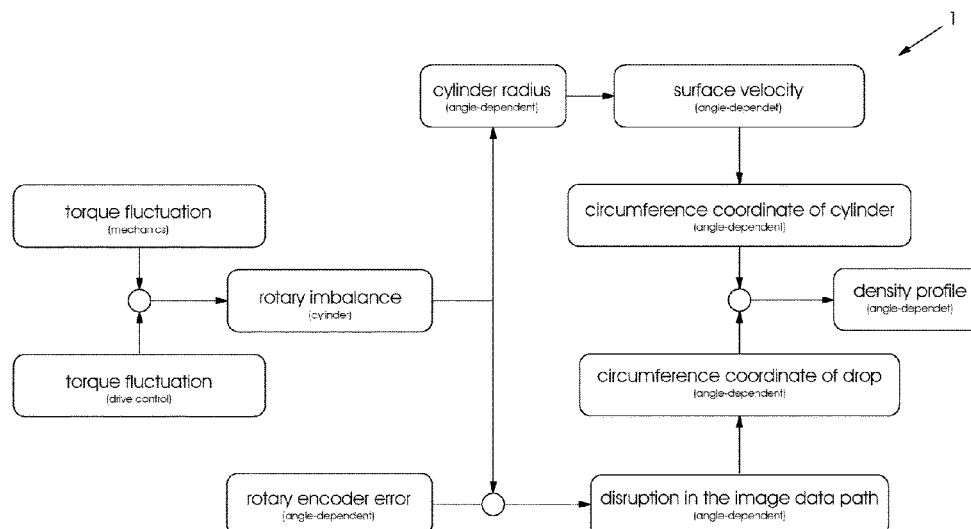 1
cylinder radius
(angle-dependent)
surface velocity
(angle-dependet)
torque fluctuation
(mechanics)
circumference coordinate of cylinder
(angle-dependent)
rotary imbalance
(cylinder)
density profile
(angle-dependet)
torque fluctuation
(drive control)
circumference coordinate of drop
(angle-dependent)
rotary encoder error
(angle-dependent)
disruption in the image data path
(angle-dependent)